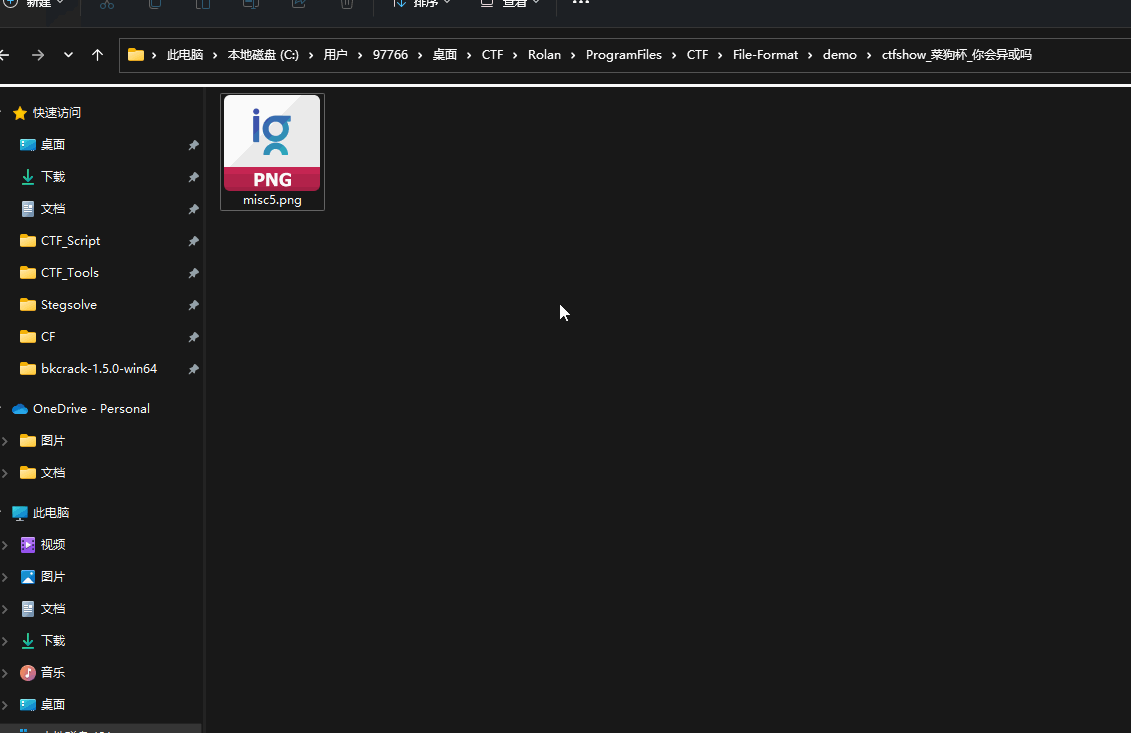 新建
排序
查看
此电脑 › 本地磁盘 (C:) › 用户 › 97766 › 桌面 › CTF › Rolan › ProgramFiles › CTF › File-Format › demo › ctfshow_菜狗杯_你会异或吗
快速访问
桌面
下载
文档
CTF_Script
CTF_Tools
Stegsolve
CF
bkcrack-1.5.0-win64
OneDrive - Personal
图片
文档
此电脑
视频
图片
文档
下载
音乐
桌面
ig
PNG
misc5.png